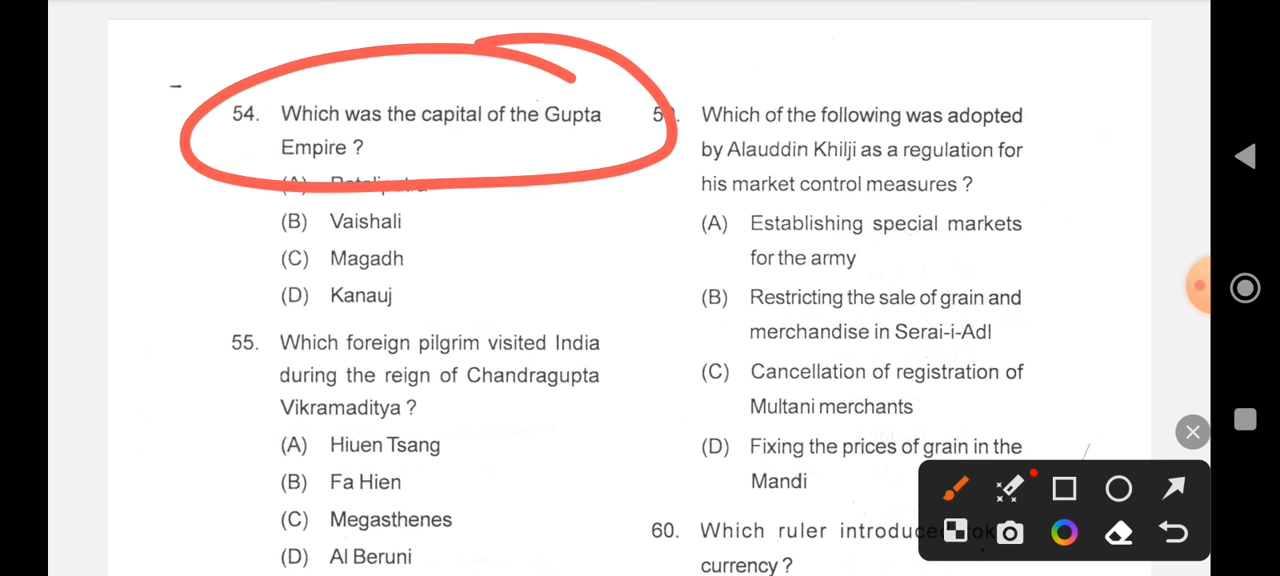 54. Which was the capital of the Gupta
Empire ?
(A) Pataliputra
(B) Vaishali
(C) Magadh
(D) Kanauj
55. Which foreign pilgrim visited India
during the reign of Chandragupta
Vikramaditya ?
(A) Hiuen Tsang
(B) Fa Hien
(C) Megasthenes
(D) Al Beruni
Which of the following was adopted
by Alauddin Khilji as a regulation for
his market control measures ?
(A) Establishing special markets
for the army
(B) Restricting the sale of grain and
merchandise in Serai-i-Adl
(C) Cancellation of registration of
Multani merchants
(D) Fixing the prices of grain in the
Mandi
60. Which ruler introduced
currency ?